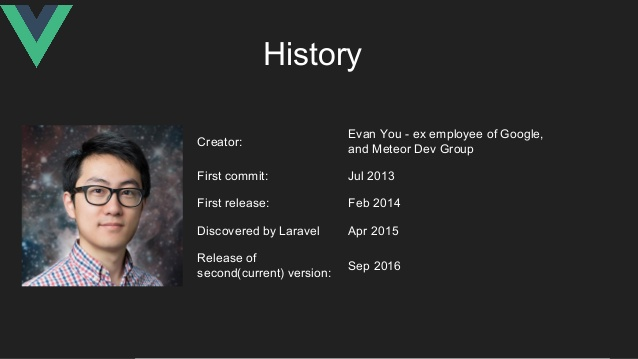 History
Creator:
Evan You - ex employee of Google,
and Meteor Dev Group
First commit:
Jul 2013
First release:
Feb 2014
Discovered by Laravel
Apr 2015
Release of
second(current) version:
Sep 2016